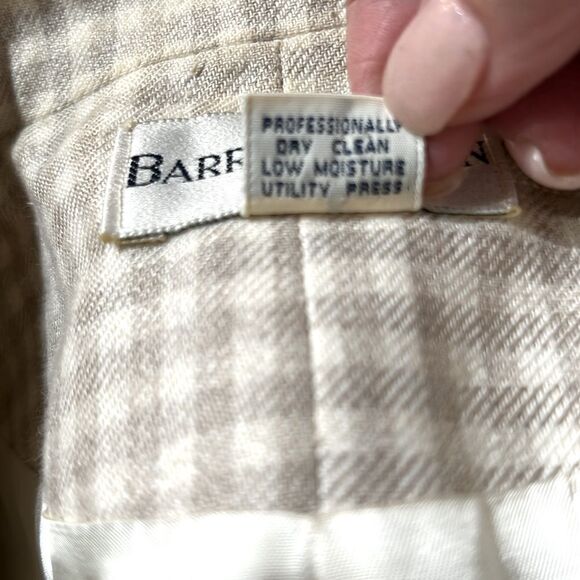 BARR
N
PROFESSIONALLY
DRY CLEAN
LOW MOISTURE
UTILITY PRESS